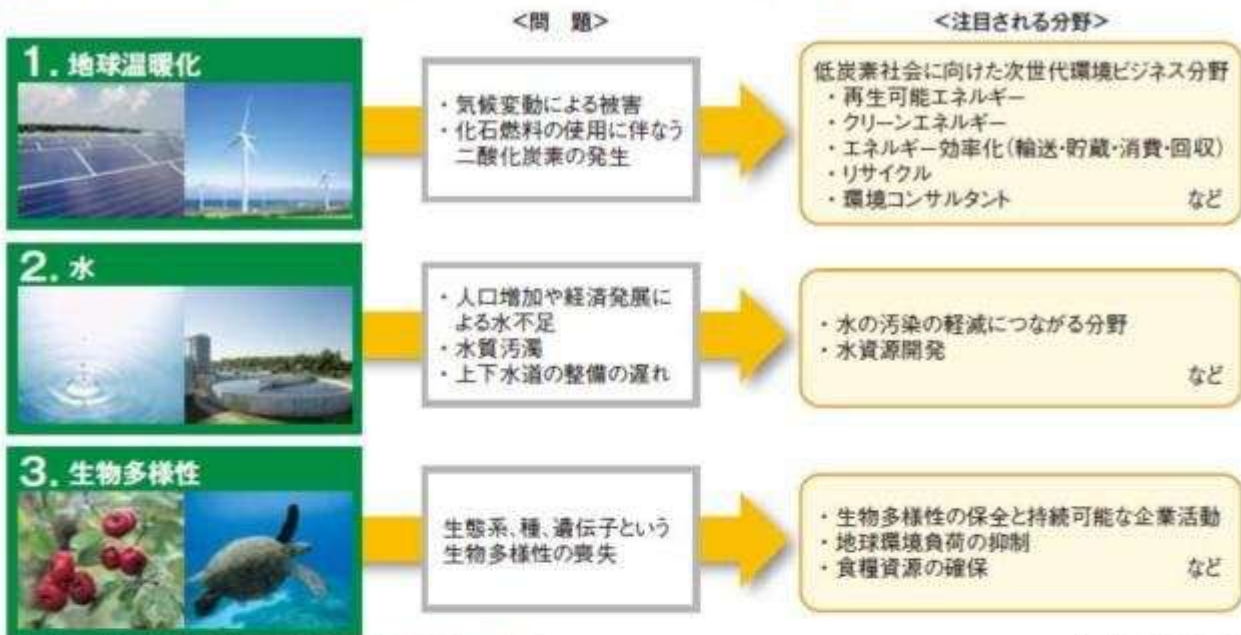 <問 題>
<注目される分野>
1. 地球温暖化
・気候変動による被害
・化石燃料の使用に伴なう
二酸化炭素の発生
低炭素社会に向けた次世代環境ビジネス分野
・再生可能エネルギー
・クリーンエネルギー
・エネルギー効率化(輸送・貯蔵・消費・回収)
・リサイクル
・環境コンサルタント など
2. 水
・人口増加や経済発展に
よる水不足
・水質汚濁
・上下水道の整備の遅れ
・水の汚染の軽減につながる分野
・水資源開発
など
3. 生物多様性
生態系、種、遺伝子という
生物多様性の喪失
・生物多様性の保全と持続可能な企業活動
・地球環境負荷の抑制
・食糧資源の確保 など